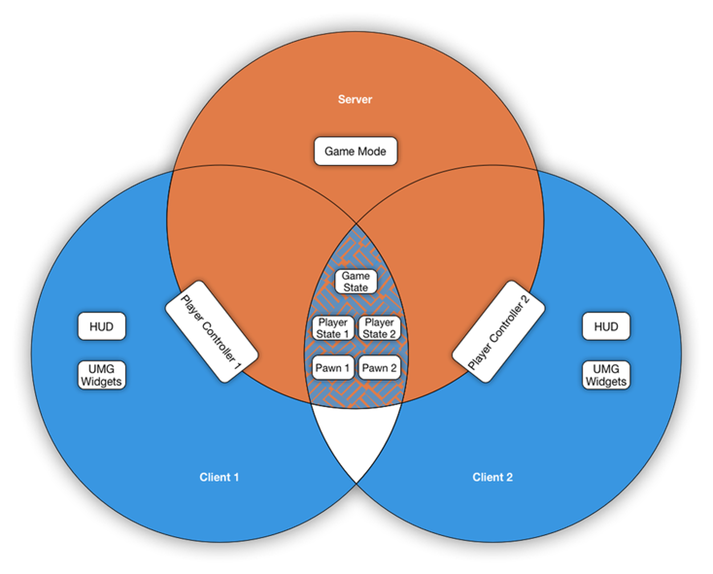 Server
Game Mode
Game
State
Player
State 1
Player
State 2
Pawn 1
Pawn 2
Player Controller 1
Player Controller 2
HUD
UMG
Widgets
HUD
UMG
Widgets
Client 1
Client 2